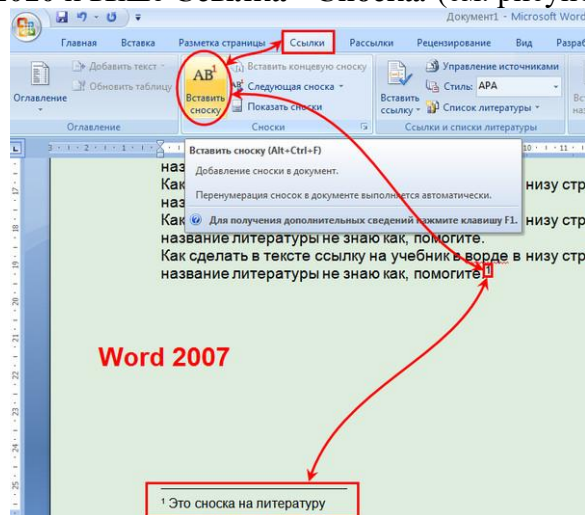 Документ1 - Microsoft Word
Главная Вставка Разметка страницы Ссылки Рассылки Рецензирование Вид Разраб
Оглавление
Добавить текст
Обновить таблицу
Оглавление
AB¹
Вставить сноску
Вставить концевую сноску
Следующая сноска
Показать сноски
Сноски
Вставить ссылку
Управление источниками
Стиль: APA
Список литературы
Ссылки и списки литературы
Вставить сноску (Alt+Ctrl+F)
Добавление сноски в документ.
Перенумерация сносок в документе выполняется автоматически.
Для получения дополнительных сведений нажмите клавишу F1.
наз
Как низу стр
наз
Как низу стр
название литературы не знаю как, помогите.
Как сделать в тексте ссылку на учебник в ворде в низу стр
название литературы не знаю как, помогите.¹
Word 2007
¹ Это сноска на литературу